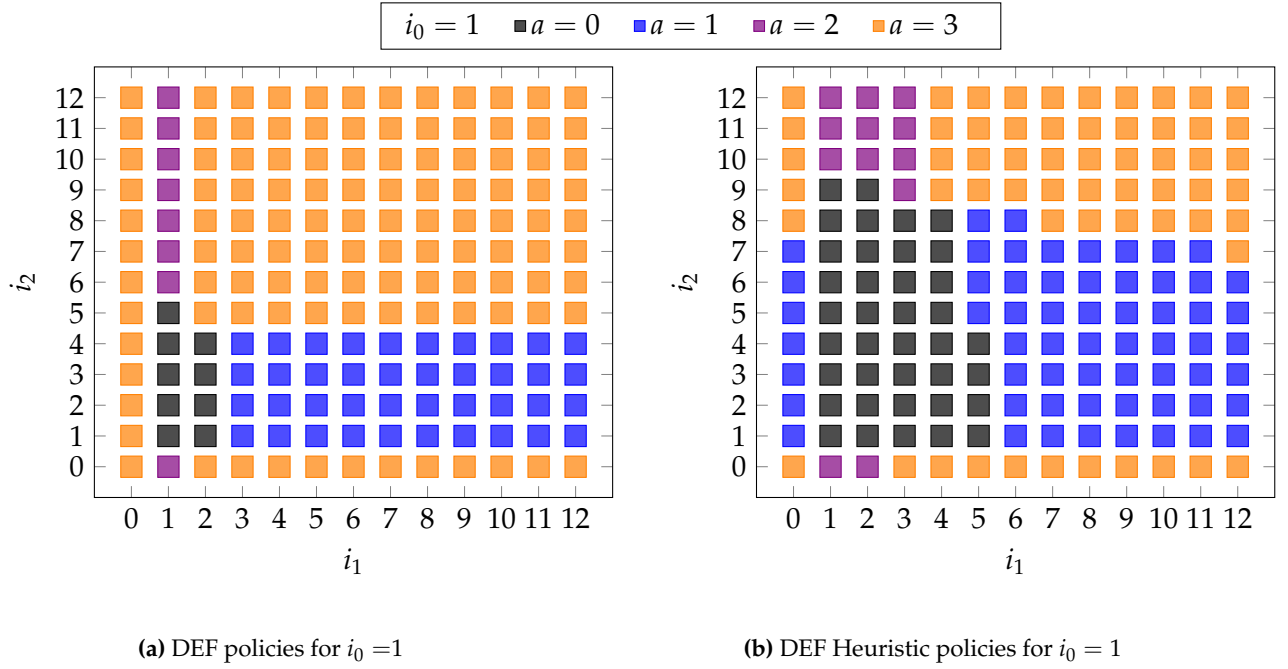 i₀ = 1 a = 0 a = 1 a = 2 a = 3
12
11
10
9
8
7
6
5
4
3
2
1
0
i₂
0 1 2 3 4 5 6 7 8 9 10 11 12
i₁
12
11
10
9
8
7
6
5
4
3
2
1
0
i₂
0 1 2 3 4 5 6 7 8 9 10 11 12
i₁
(a) DEF policies for i₀ =1
(b) DEF Heuristic policies for i₀ = 1